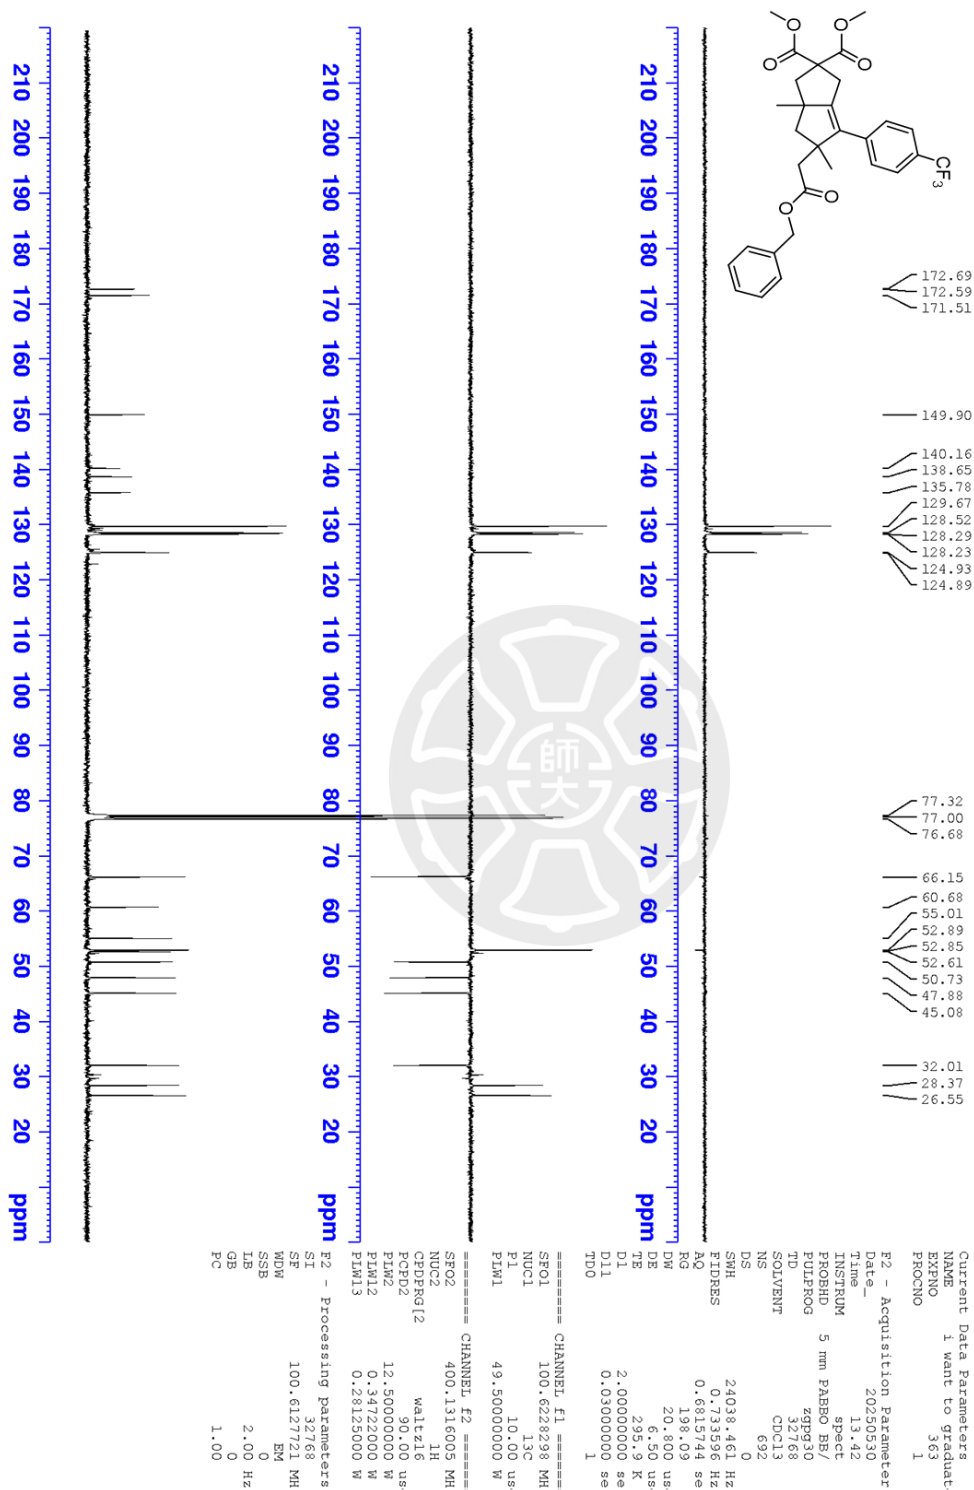 172.69
172.59
171.51
149.90
140.16
138.65
135.78
129.67
128.52
128.29
128.23
124.93
124.89
77.32
77.00
76.68
66.15
60.68
55.01
52.89
52.85
52.61
50.73
47.88
45.08
32.01
28.37
26.55
O
O
O
O
CF3
O
O
210 200 190 180 170 160 150 140 130 120 110 100 90 80 70 60 50 40 30 20 ppm
210 200 190 180 170 160 150 140 130 120 110 100 90 80 70 60 50 40 30 20 ppm
210 200 190 180 170 160 150 140 130 120 110 100 90 80 70 60 50 40 30 20 ppm
師大
Current Data Parameters
NAME i want to graduat
EXPNO 363
PROCNO 1
F2 - Acquisition Parameter
Date_ 20250530
Time 13.42
INSTRUM spect
PROBHD 5 mm PABBO BB/
PULPROG zgpg30
TD 32768
SOLVENT CDCl3
NS 692
DS 0
SWH 24038.461 Hz
FIDRES 0.733596 Hz
AQ 0.6815744 se
RG 198.09
DW 20.800 us
DE 6.50 us
TE 295.9 K
D1 2.00000000 se
D11 0.03000000 se
TD0 1
======== CHANNEL f1 =======
SFO1 100.6228298 MH
NUC1 13C
P1 10.00 us
PLW1 49.50000000 W
======== CHANNEL f2 =======
SFO2 400.1316005 MH
NUC2 1H
CPDPRG[2 waltz16
PCPD2 90.00 us
PLW2 12.50000000 W
PLW12 0.34722000 W
PLW13 0.28125000 W
F2 - Processing parameters
SI 32768
SF 100.6127721 MH
WDW EM
SSB 0
LB 2.00 Hz
GB 0
PC 1.00